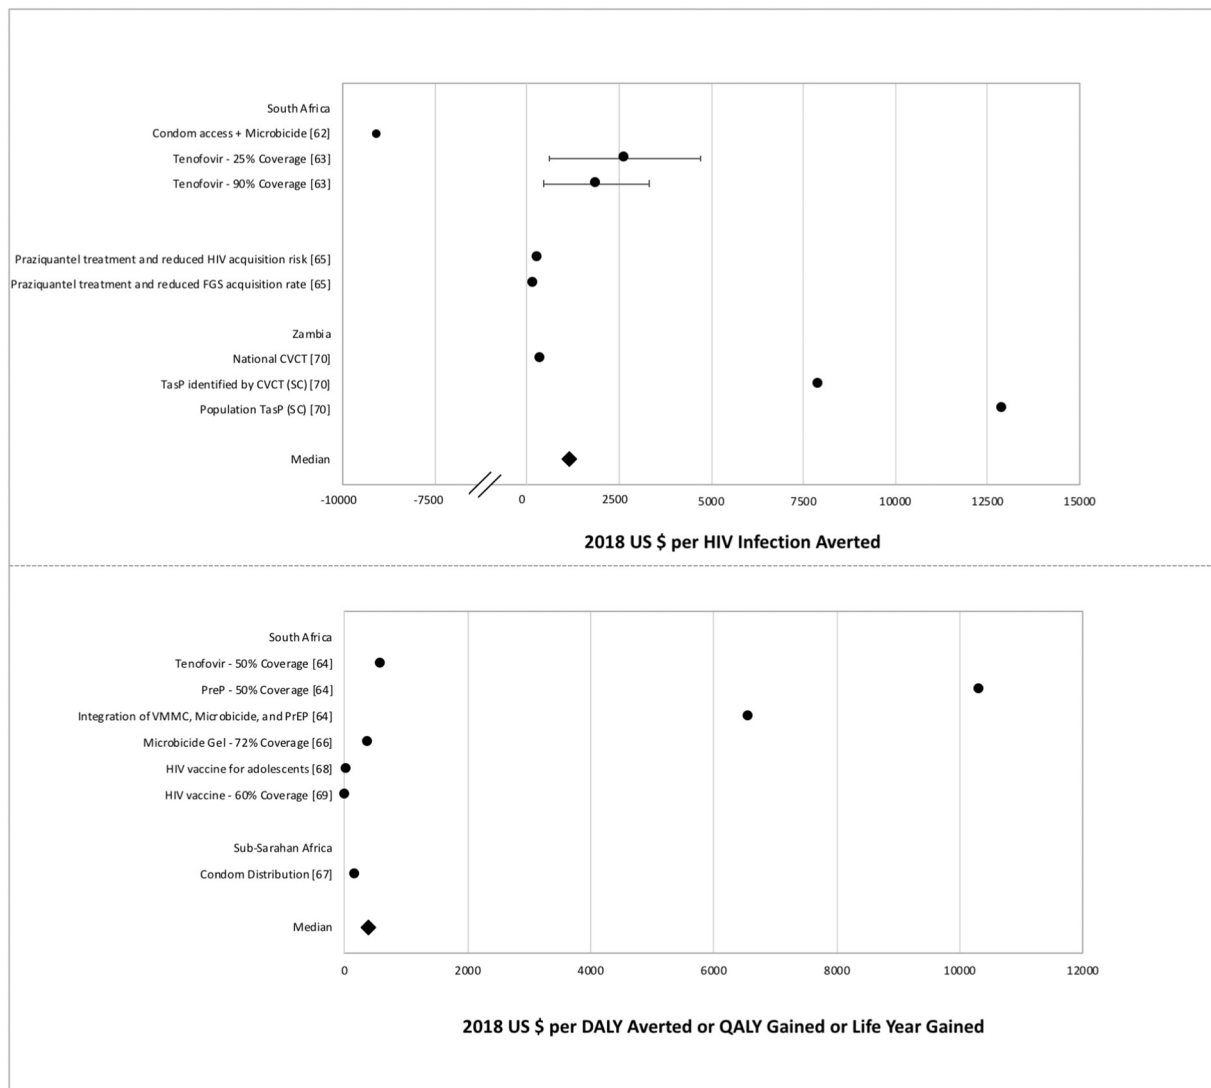 South Africa
Condom access + Microbicide [62]
Tenofovir - 25% Coverage [63]
Tenofovir - 90% Coverage [63]
Praziquantel treatment and reduced HIV acquisition risk [65]
Praziquantel treatment and reduced FGS acquisition rate [65]
Zambia
National CVCT [70]
TasP identified by CVCT (SC) [70]
Population TasP (SC) [70]
Median
-10000 -7500 0 2500 5000 7500 10000 12500 15000
2018 US $ per HIV Infection Averted
South Africa
Tenofovir - 50% Coverage [64]
PreP - 50% Coverage [64]
Integration of VMMC, Microbicide, and PrEP [64]
Microbicide Gel - 72% Coverage [66]
HIV vaccine for adolescents [68]
HIV vaccine - 60% Coverage [69]
Sub-Sarahan Africa
Condom Distribution [67]
Median
0 2000 4000 6000 8000 10000 12000
2018 US $ per DALY Averted or QALY Gained or Life Year Gained